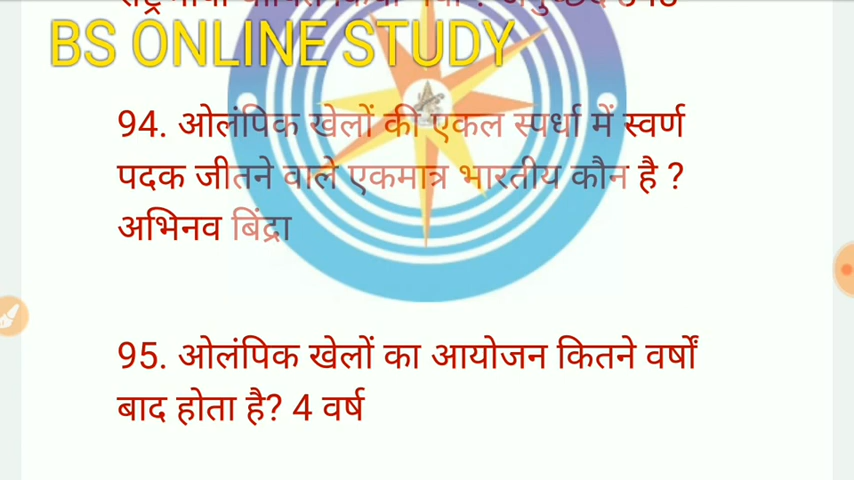 BS ONLINE STUDY
94. ओलंपिक खेलों की एकल स्पर्धा में स्वर्ण
पदक जीतने वाले एकमात्र भारतीय कौन है ?
अभिनव बिंद्रा
95. ओलंपिक खेलों का आयोजन कितने वर्षों
बाद होता है? 4 वर्ष